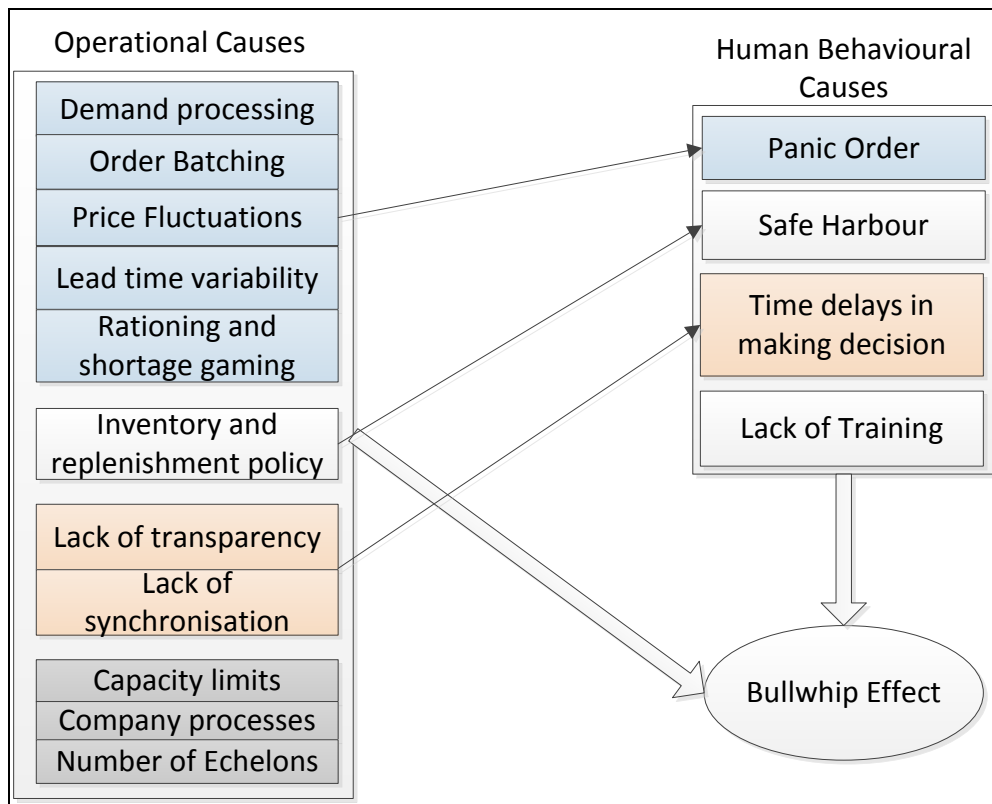 Operational Causes
Demand processing
Order Batching
Price Fluctuations
Lead time variability
Rationing and
shortage gaming
Inventory and
replenishment policy
Lack of transparency
Lack of
synchronisation
Capacity limits
Company processes
Number of Echelons
Human Behavioural
Causes
Panic Order
Safe Harbour
Time delays in
making decision
Lack of Training
Bullwhip Effect